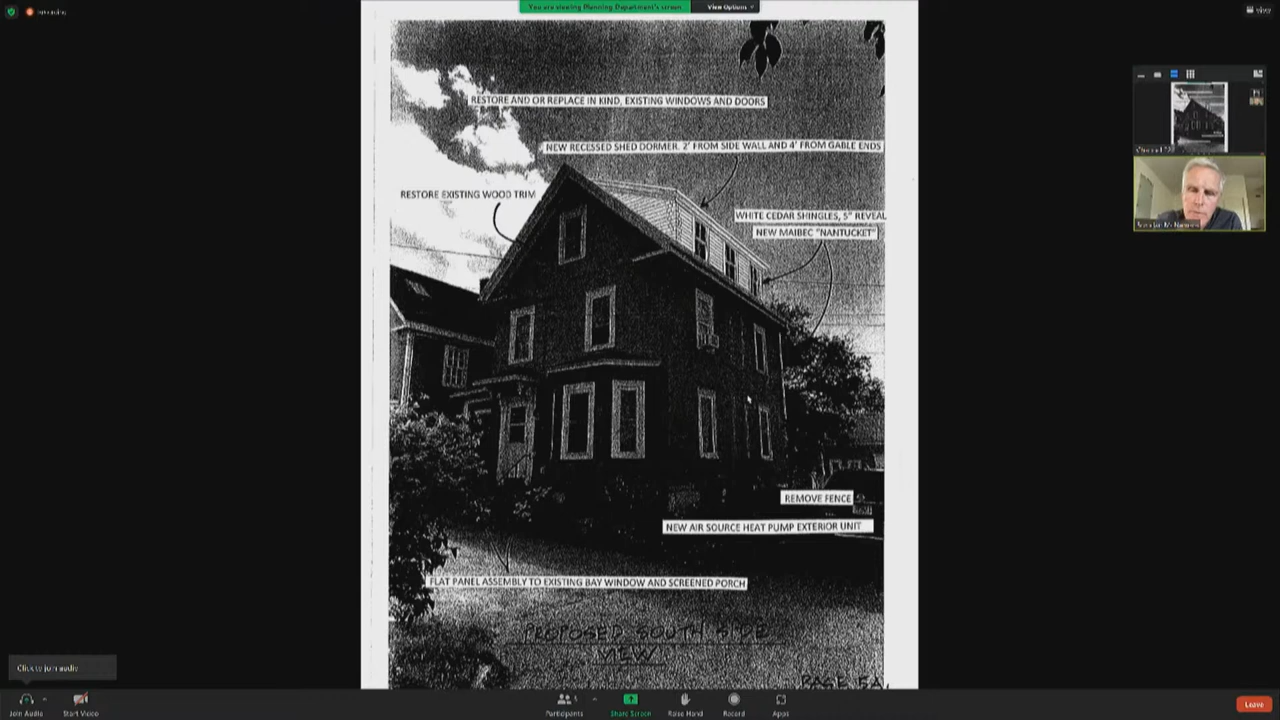 You are viewing Planning Department's screen
View Options
View
RESTORE AND OR REPLACE IN KIND, EXISTING WINDOWS AND DOORS
NEW RECESSED SHED DORMER. 2' FROM SIDE WALL AND 4' FROM GABLE ENDS
RESTORE EXISTING WOOD TRIM
WHITE CEDAR SHINGLES, 5" REVEAL
NEW MAIBEC "NANTUCKET"
REMOVE FENCE
NEW AIR SOURCE HEAT PUMP EXTERIOR UNIT
FLAT PANEL ASSEMBLY TO EXISTING BAY WINDOW AND SCREENED PORCH
PROPOSED SOUTH SIDE
VIEW
PAGE 5A
Click to join audio
Join Audio
Start Video
Participants
5
Share Screen
Raise Hand
Record
Apps
Leave